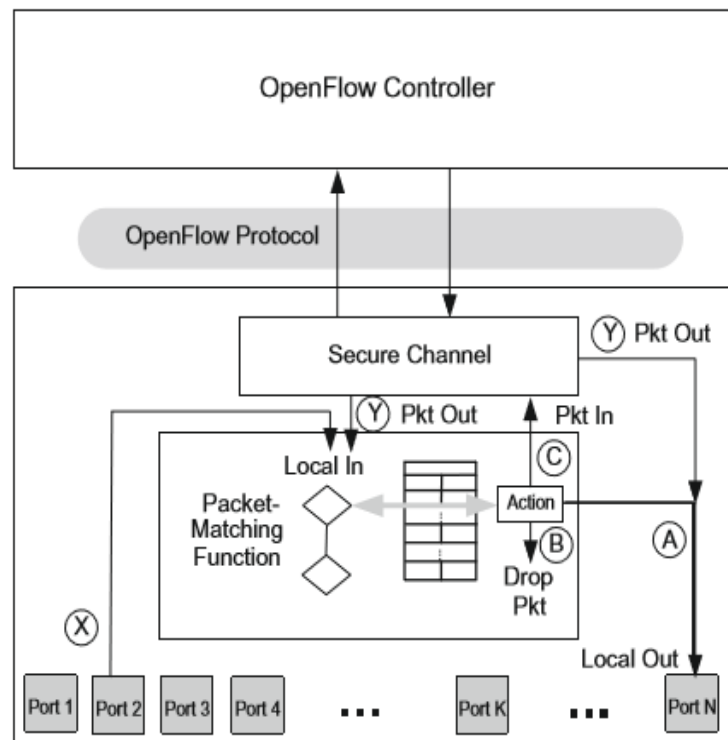 OpenFlow Controller
OpenFlow Protocol
Secure Channel
Y Pkt Out
Y Pkt Out
Pkt In
Local In
C
Packet-
Matching
Function
Action
A
B
Drop
Pkt
X
Local Out
Port 1
Port 2
Port 3
Port 4
...
Port K
...
Port N